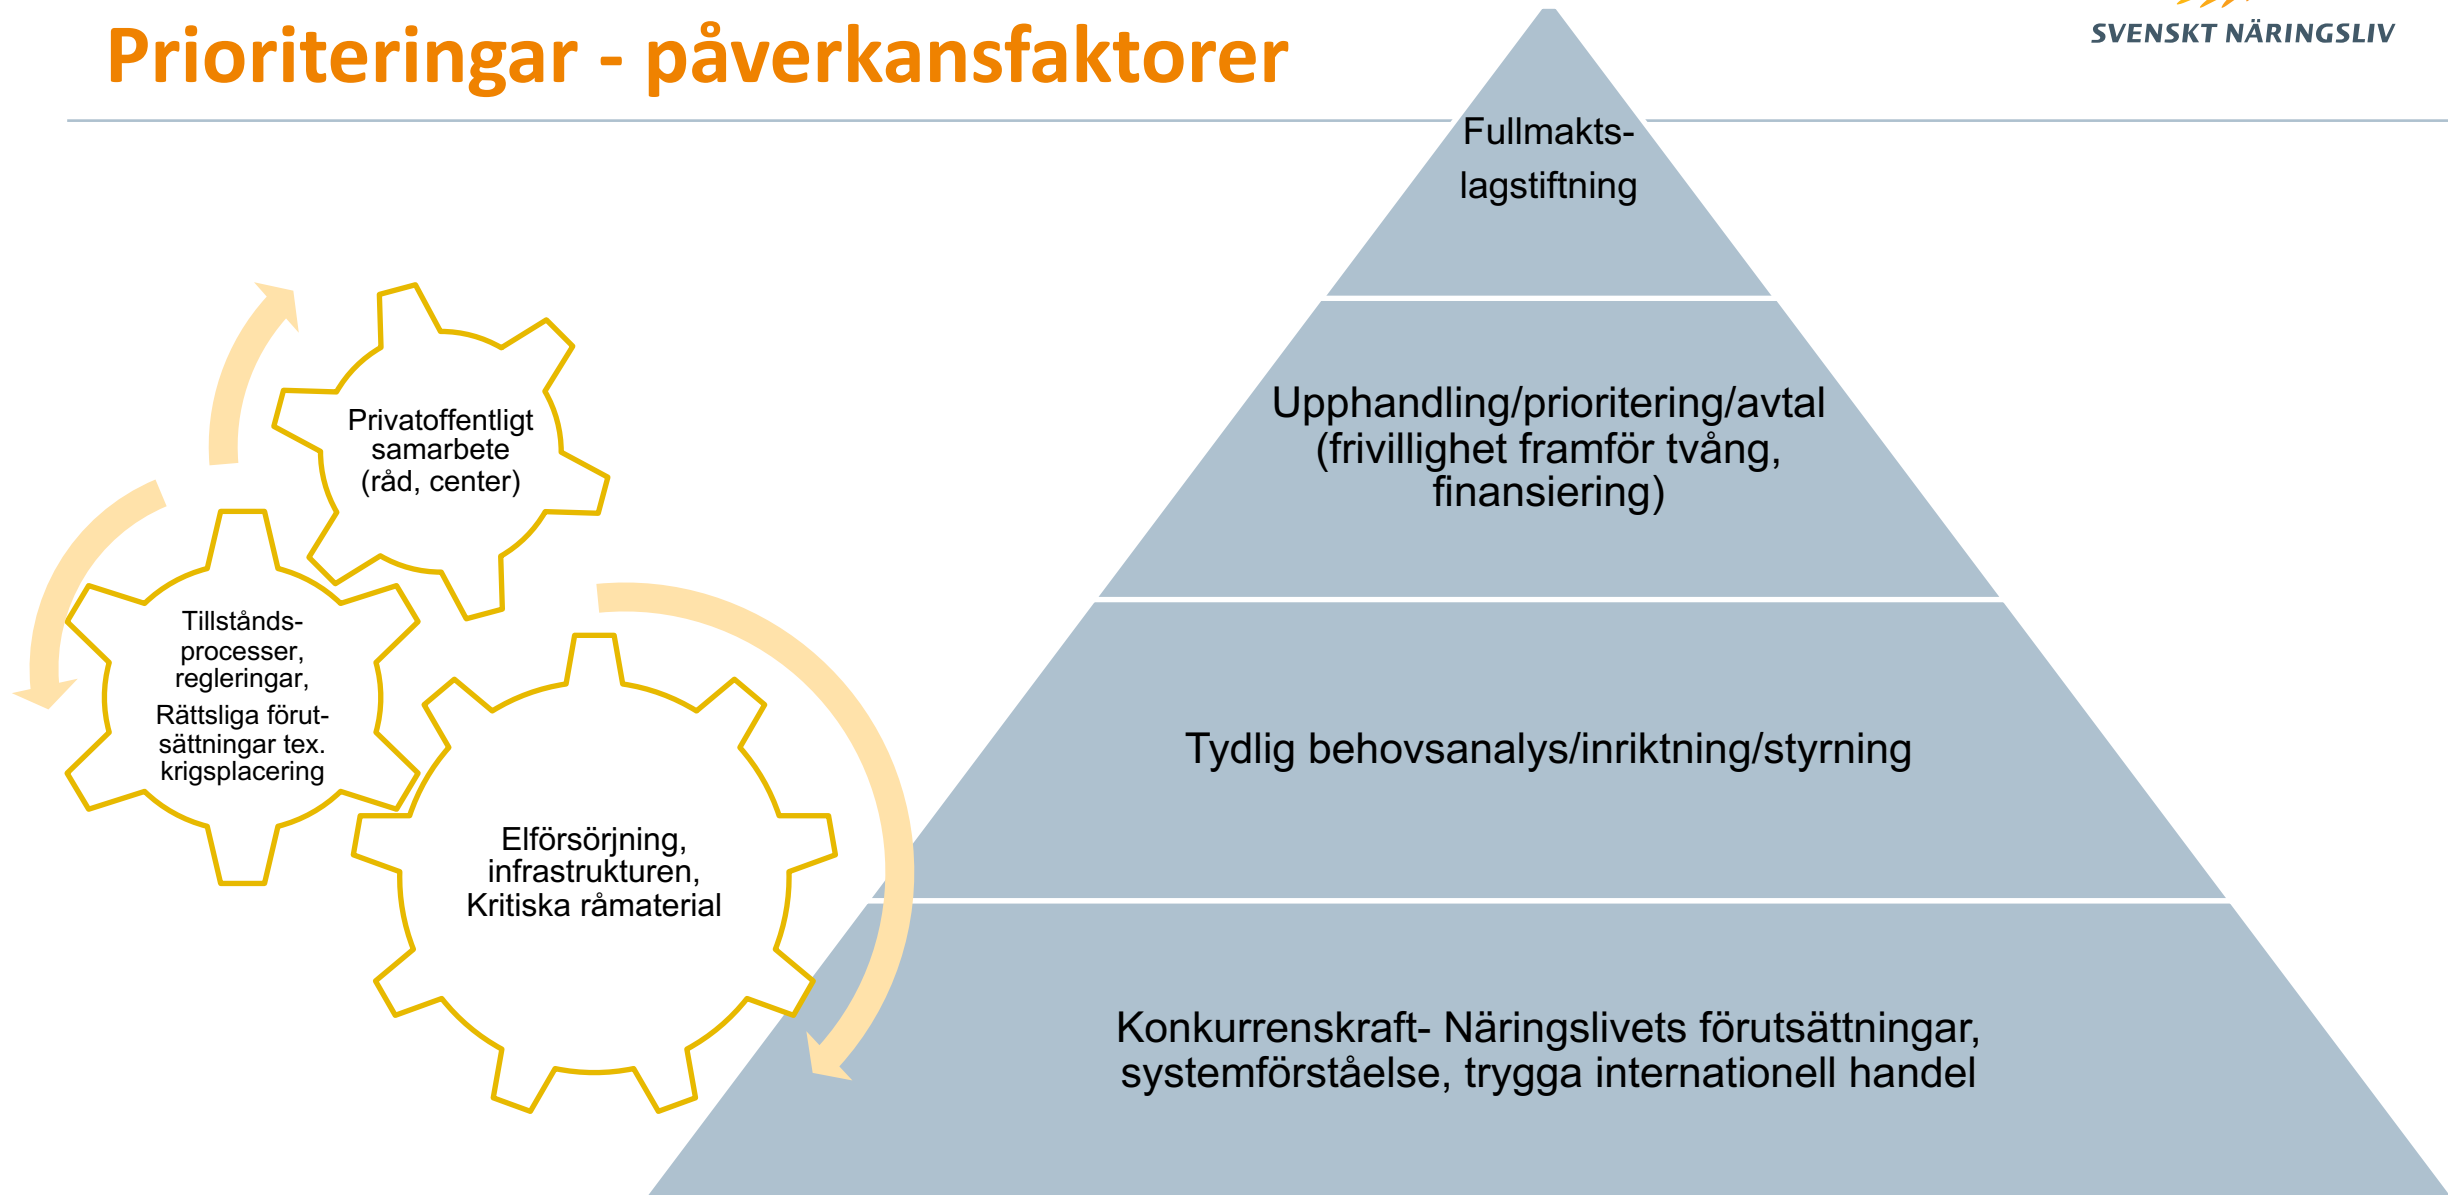 Prioriteringar - påverkansfaktorer
SVENSKT NÄRINGSLIV
Fullmakts-
lagstiftning
Upphandling/prioritering/avtal
(frivillighet framför tvång,
finansiering)
Tydlig behovsanalys/inriktning/styrning
Konkurrenskraft- Näringslivets förutsättningar,
systemförståelse, trygga internationell handel
Privatoffentligt
samarbete
(råd, center)
Tillstånds-
processer,
regleringar,
Rättsliga förut-
sättningar tex.
krigsplacering
Elförsörjning,
infrastrukturen,
Kritiska råmaterial